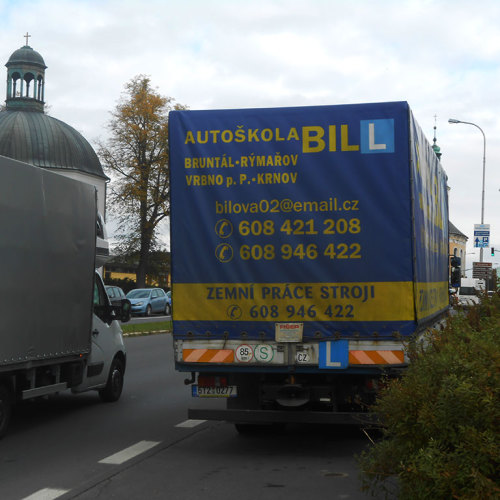 AUTOŠKOLA BILL
BRUNTÁL-RÝMAŘOV
VRBNO p. P.-KRNOV
bilova02@email.cz
608 421 208
608 946 422
ZEMNÍ PRÁCE STROJI
608 946 422
85
S
CZ
L